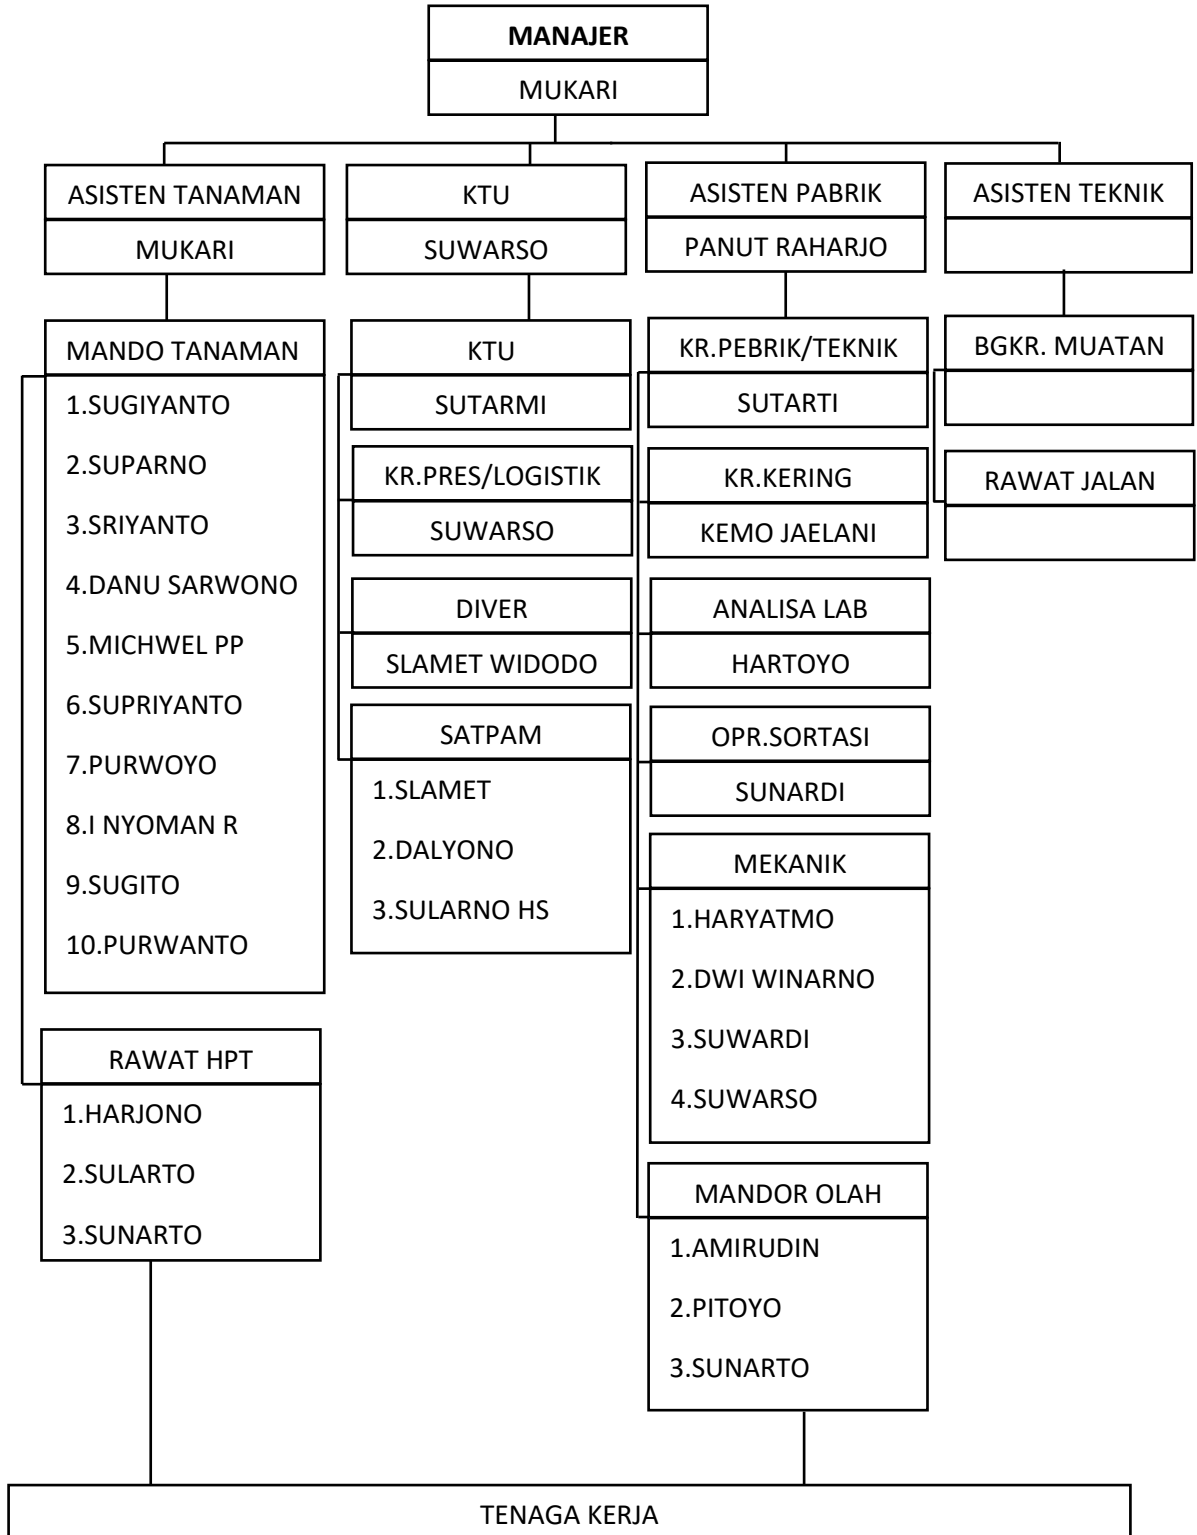 MANAJER
MUKARI
ASISTEN TANAMAN
MUKARI
KTU
SUWARSO
ASISTEN PABRIK
PANUT RAHARJO
ASISTEN TEKNIK
MANDO TANAMAN
1.SUGIYANTO
2.SUPARNO
3.SRIYANTO
4.DANU SARWONO
5.MICHWEL PP
6.SUPRIYANTO
7.PURWOYO
8.I NYOMAN R
9.SUGITO
10.PURWANTO
RAWAT HPT
1.HARJONO
2.SULARTO
3.SUNARTO
KTU
SUTARMI
KR.PRES/LOGISTIK
SUWARSO
DIVER
SLAMET WIDODO
SATPAM
1.SLAMET
2.DALYONO
3.SULARNO HS
KR.PEBRIK/TEKNIK
SUTARTI
KR.KERING
KEMO JAELANI
ANALISA LAB
HARTOYO
OPR.SORTASI
SUNARDI
MEKANIK
1.HARYATMO
2.DWI WINARNO
3.SUWARDI
4.SUWARSO
MANDOR OLAH
1.AMIRUDIN
2.PITOYO
3.SUNARTO
BGKR. MUATAN
RAWAT JALAN
TENAGA KERJA